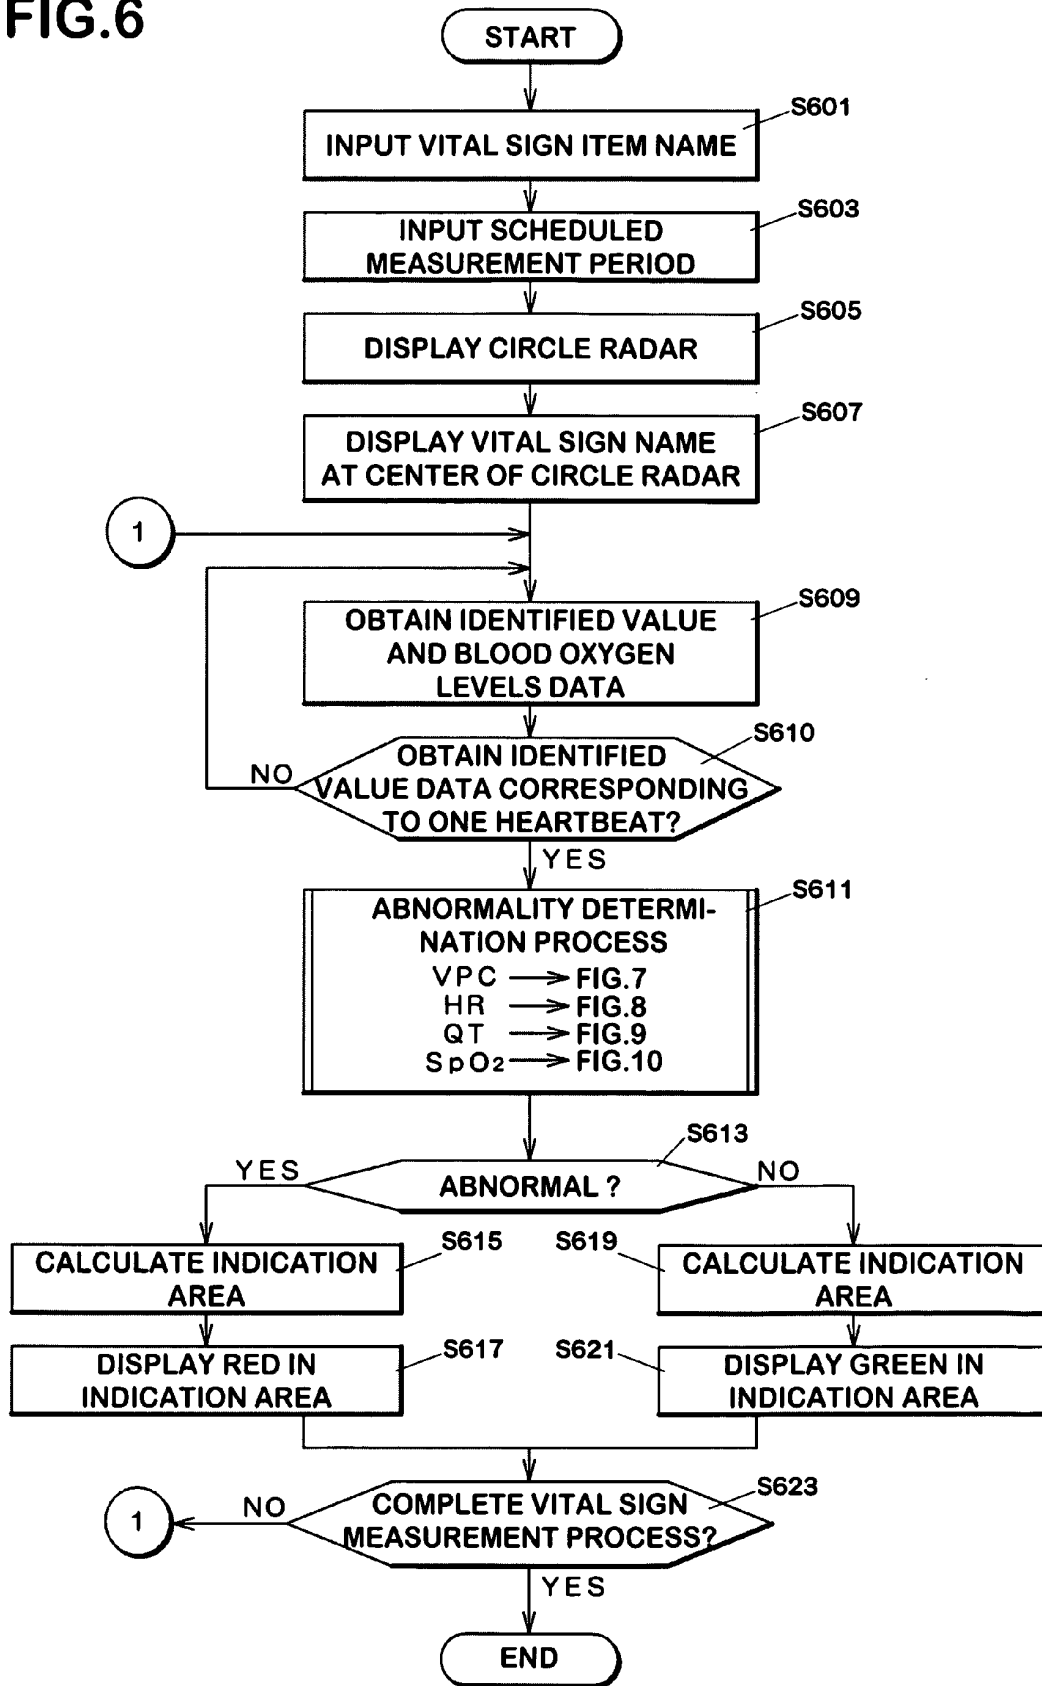 FIG.6
START
S601
INPUT VITAL SIGN ITEM NAME
S603
INPUT SCHEDULED
MEASUREMENT PERIOD
S605
DISPLAY CIRCLE RADAR
S607
DISPLAY VITAL SIGN NAME
AT CENTER OF CIRCLE RADAR
1
S609
OBTAIN IDENTIFIED VALUE
AND BLOOD OXYGEN
LEVELS DATA
S610
OBTAIN IDENTIFIED
VALUE DATA CORRESPONDING
TO ONE HEARTBEAT?
NO
YES
S611
ABNORMALITY DETERMI-
NATION PROCESS
VPC → FIG.7
HR → FIG.8
QT → FIG.9
SpO2 → FIG.10
S613
YES
ABNORMAL ?
NO
S615
CALCULATE INDICATION
AREA
S619
CALCULATE INDICATION
AREA
S617
DISPLAY RED IN
INDICATION AREA
S621
DISPLAY GREEN IN
INDICATION AREA
S623
COMPLETE VITAL SIGN
MEASUREMENT PROCESS?
NO
1
YES
END